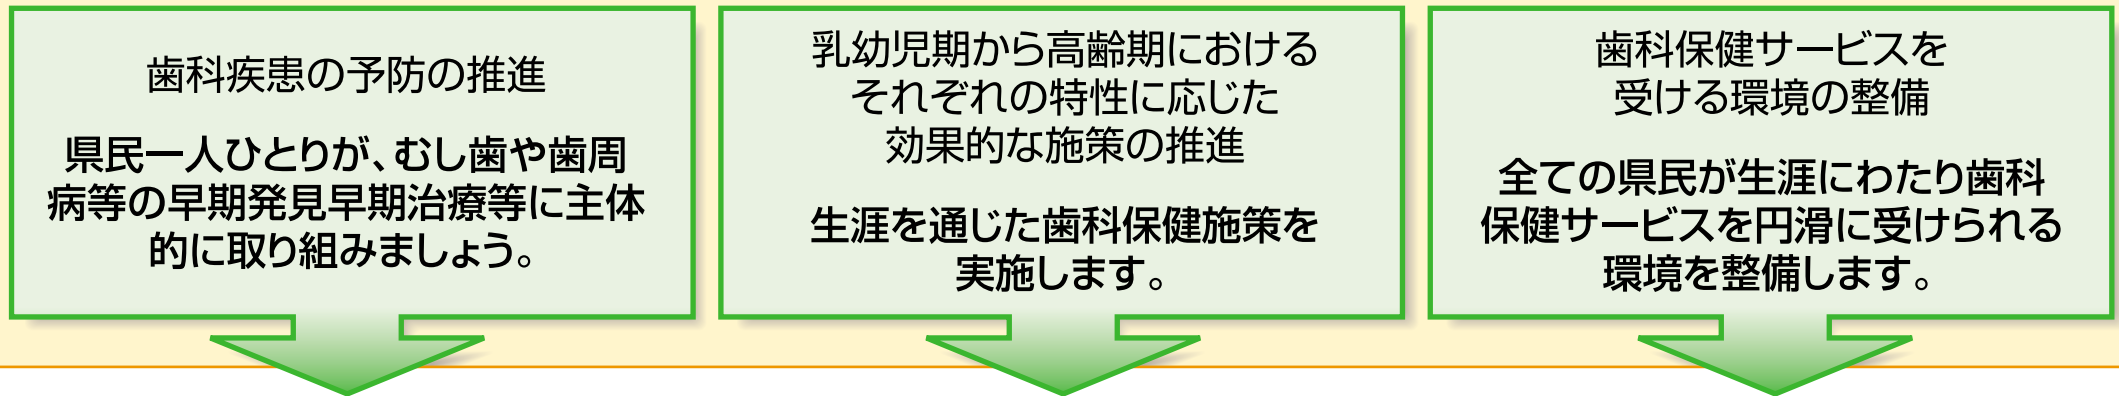 歯科疾患の予防の推進
県民一人ひとりが、むし歯や歯周
病等の早期発見早期治療等に主体
的に取り組みましょう。
乳幼児期から高齢期における
それぞれの特性に応じた
効果的な施策の推進
生涯を通じた歯科保健施策を
実施します。
歯科保健サービスを
受ける環境の整備
全ての県民が生涯にわたり歯科
保健サービスを円滑に受けられる
環境を整備します。